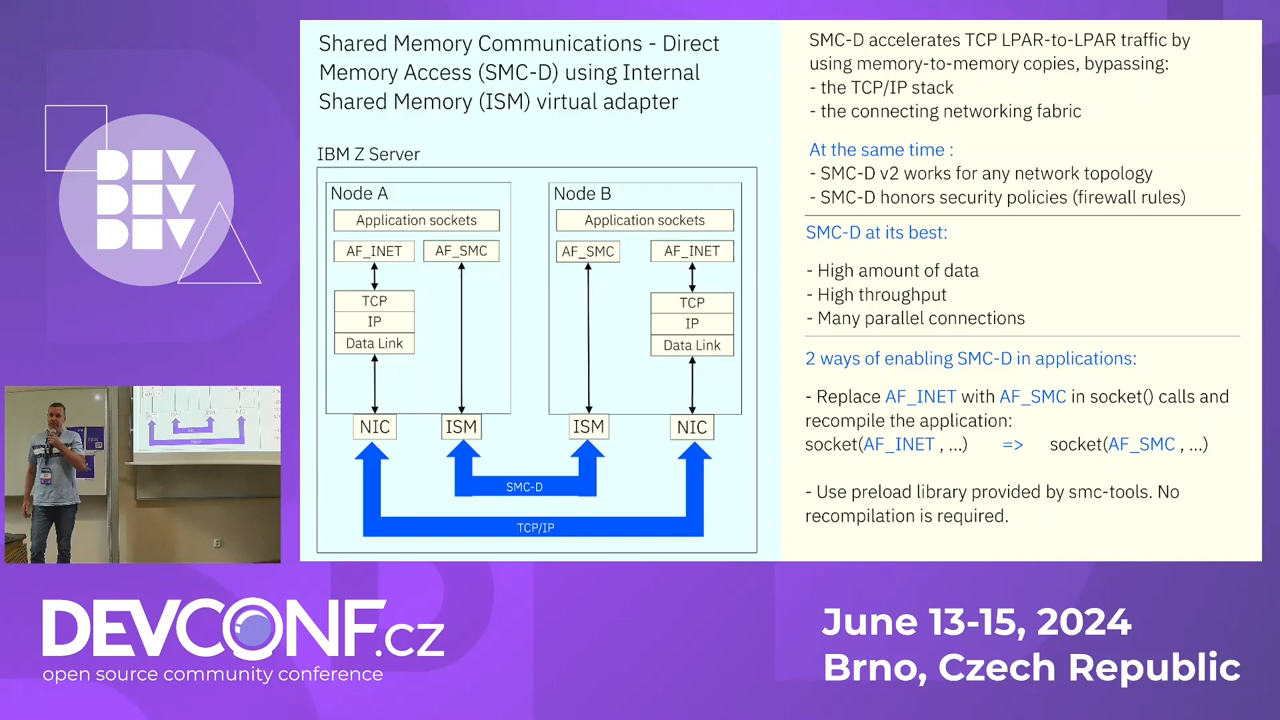 DEV
DEV
DEV
Shared Memory Communications - Direct
Memory Access (SMC-D) using Internal
Shared Memory (ISM) virtual adapter
IBM Z Server
Node A
Application sockets
AF_INET
AF_SMC
TCP
IP
Data Link
NIC
ISM
Node B
Application sockets
AF_SMC
AF_INET
TCP
IP
Data Link
ISM
NIC
SMC-D
TCP/IP
SMC-D accelerates TCP LPAR-to-LPAR traffic by
using memory-to-memory copies, bypassing:
- the TCP/IP stack
- the connecting networking fabric
At the same time :
- SMC-D v2 works for any network topology
- SMC-D honors security policies (firewall rules)
SMC-D at its best:
- High amount of data
- High throughput
- Many parallel connections
2 ways of enabling SMC-D in applications:
- Replace AF_INET with AF_SMC in socket() calls and
recompile the application:
socket(AF_INET , ...) => socket(AF_SMC , ...)
- Use preload library provided by smc-tools. No
recompilation is required.
DEVCONF.cz
open source community conference
June 13-15, 2024
Brno, Czech Republic